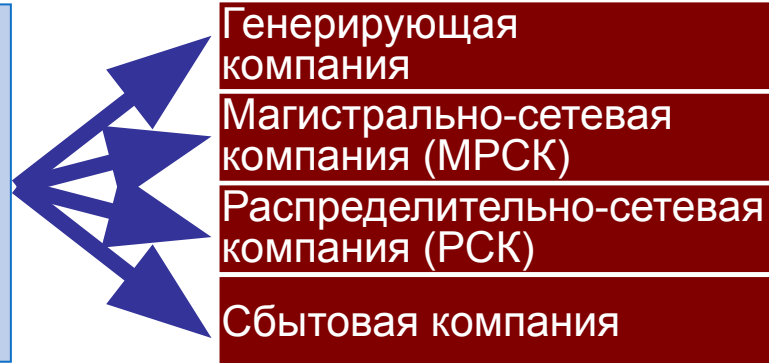 Генерирующая
компания
Магистрально-сетевая
компания (МРСК)
Распределительно-сетевая
компания (РСК)
Сбытовая компания